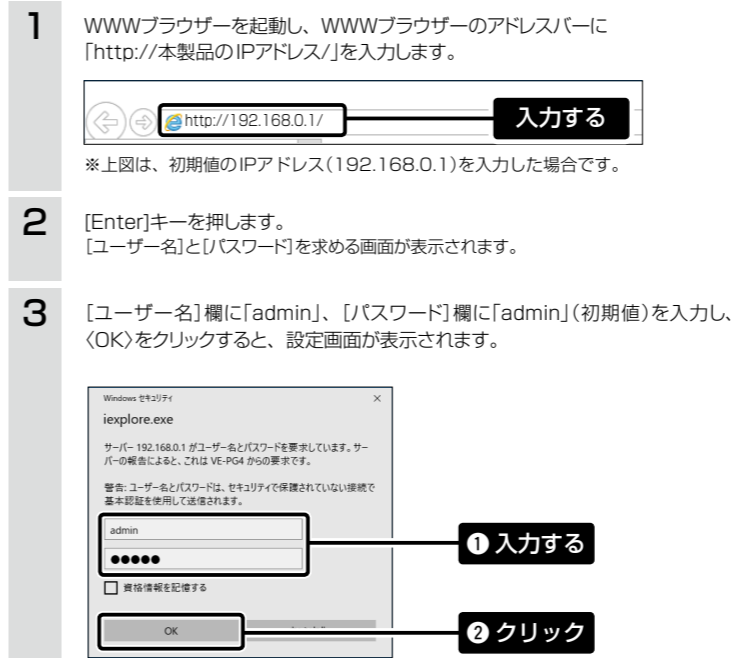 1
WWWブラウザーを起動し、WWWブラウザーのアドレスバーに
「http://本製品のIPアドレス/」を入力します。
http://192.168.0.1/
入力する
※上図は、初期値のIPアドレス(192.168.0.1)を入力した場合です。
2
[Enter]キーを押します。
[ユーザー名]と[パスワード]を求める画面が表示されます。
3
[ユーザー名]欄に「admin」、[パスワード]欄に「admin」(初期値)を入力し、
〈OK〉をクリックすると、設定画面が表示されます。
Windows セキュリティ
iexplore.exe
サーバー 192.168.0.1 がユーザー名とパスワードを要求しています。サー
バーの報告によると、これは VE-PG4 からの要求です。
警告: ユーザー名とパスワードは、セキュリティで保護されていない接続で
基本認証を使用して送信されます。
admin
●●●●●
❶ 入力する
資格情報を記憶する
OK
❷ クリック